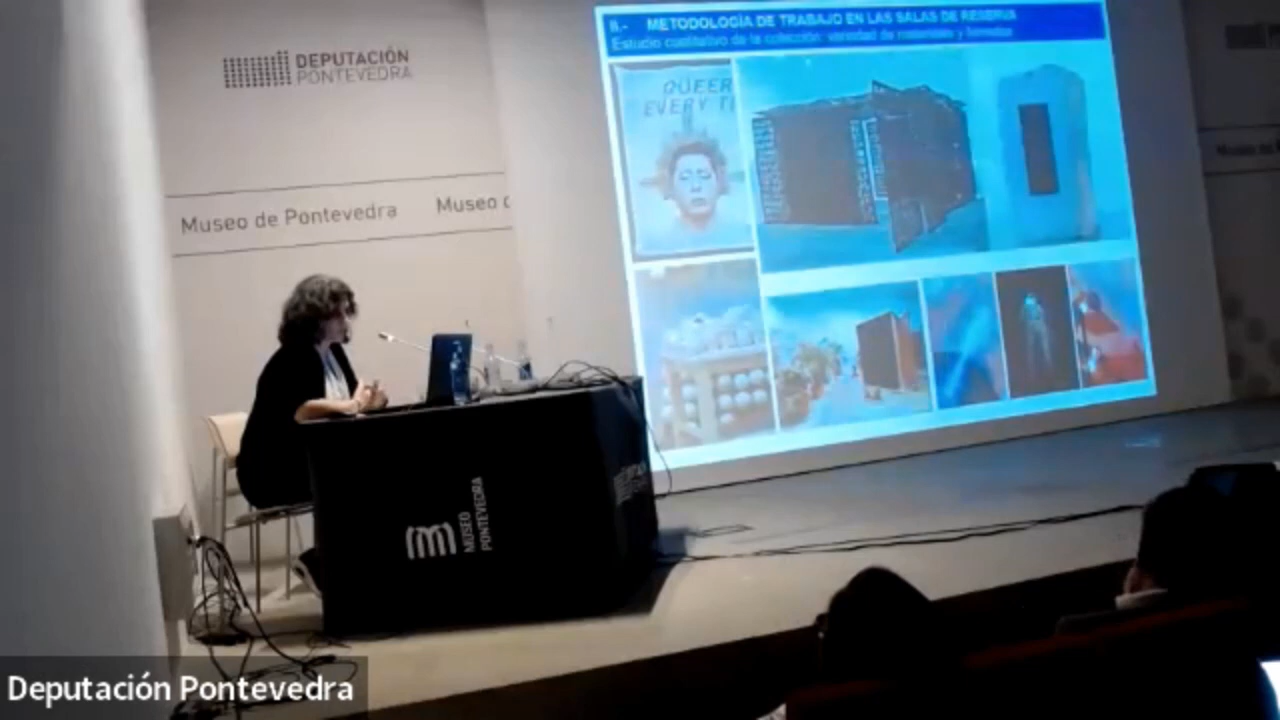 DEPUTACIÓN
PONTEVEDRA
Museo de Pontevedra
Museo
II.- METODOLOGÍA DE TRABAJO EN LAS SALAS DE RESERVA
Estudio cualitativo de la colección: variedad de materiales y formatos
QUEER
EVERY
MUSEO
PONTEVEDRA
Deputación Pontevedra